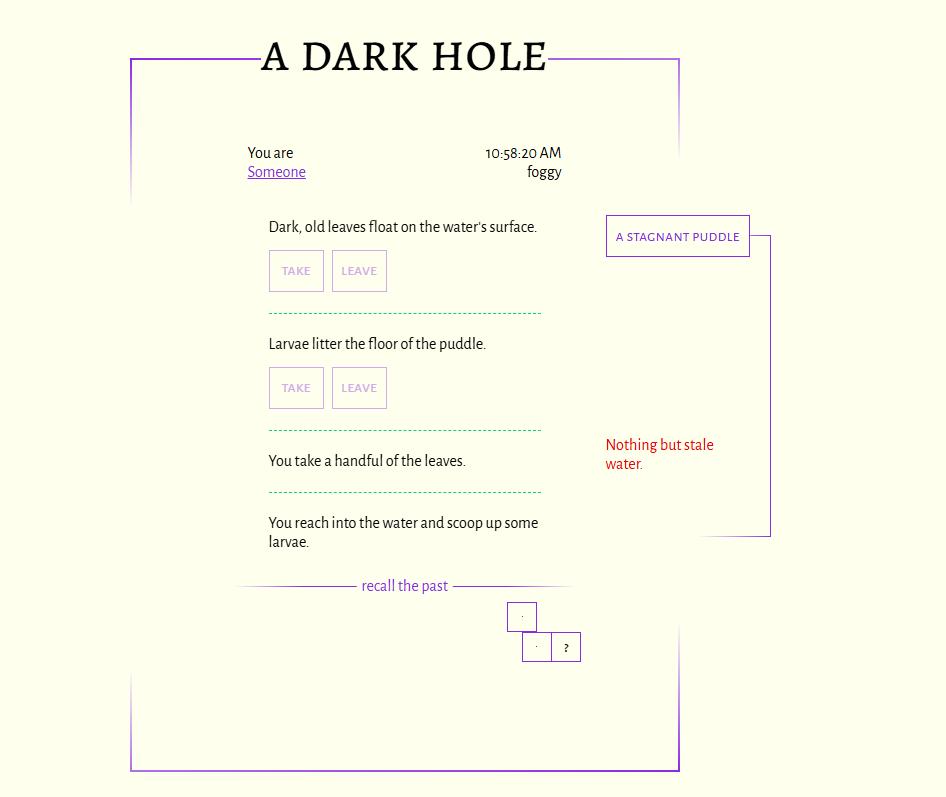 A DARK HOLE
You are
Someone
10:58:20 AM
foggy
Dark, old leaves float on the water's surface.
TAKE LEAVE
Larvae litter the floor of the puddle.
TAKE LEAVE
You take a handful of the leaves.
You reach into the water and scoop up some
larvae.
A STAGNANT PUDDLE
Nothing but stale
water.
recall the past
.
. ?